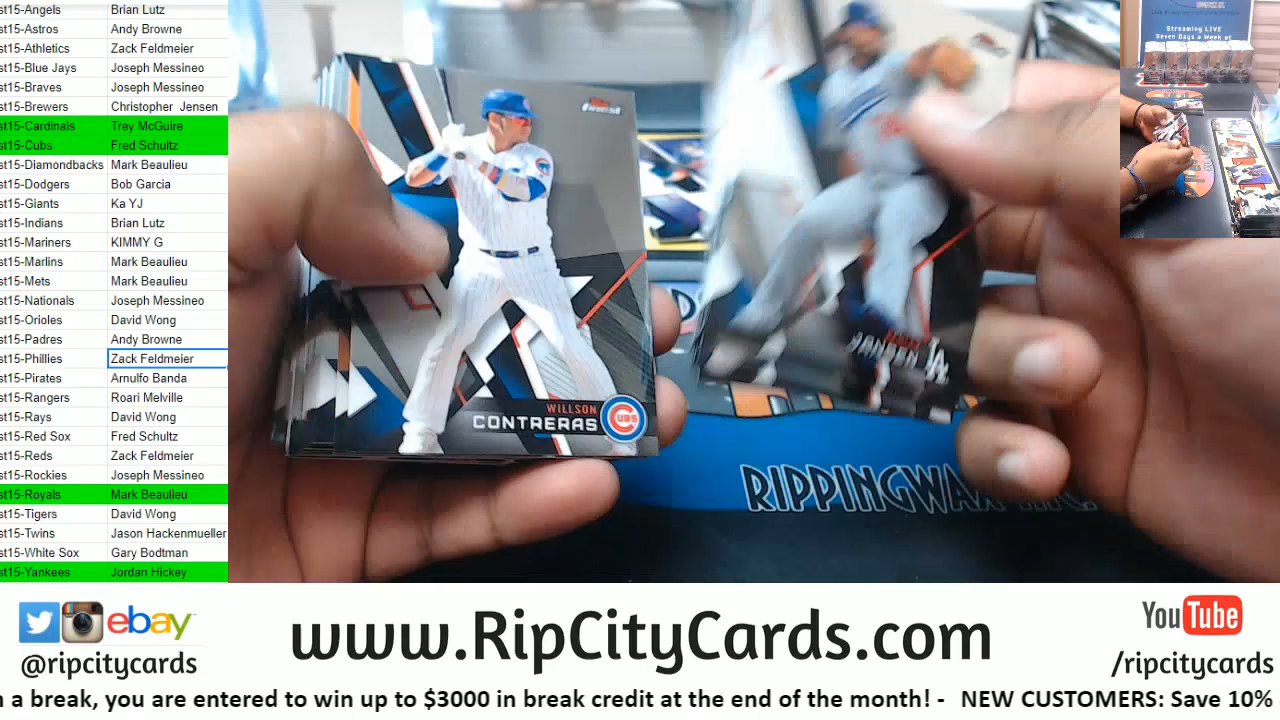 st15-Angels Brian Lutz
st15-Astros Andy Browne
st15-Athletics Zack Feldmeier
st15-Blue Jays Joseph Messineo
st15-Braves Joseph Messineo
st15-Brewers Christopher Jensen
st15-Cardinals Trey McGuire
st15-Cubs Fred Schultz
st15-Diamondbacks Mark Beaulieu
st15-Dodgers Bob Garcia
st15-Giants Ka YJ
st15-Indians Brian Lutz
st15-Mariners KIMMY G
st15-Marlins Mark Beaulieu
st15-Mets Mark Beaulieu
st15-Nationals Joseph Messineo
st15-Orioles David Wong
st15-Padres Andy Browne
st15-Phillies Zack Feldmeier
st15-Pirates Arnulfo Banda
st15-Rangers Roari Melville
st15-Rays David Wong
st15-Red Sox Fred Schultz
st15-Reds Zack Feldmeier
st15-Rockies Joseph Messineo
st15-Royals Mark Beaulieu
st15-Tigers David Wong
st15-Twins Jason Hackenmueller
st15-White Sox Gary Bodtman
st15-Yankees Jordan Hickey
Streaming LIVE
Seven Days a Week at
finest
WILLSON
CONTRERAS
CUBS
JANSEN LA
RIPPINGWAX
ebay
@ripcitycards
www.RipCityCards.com
YouTube
/ripcitycards
n a break, you are entered to win up to $3000 in break credit at the end of the month! - NEW CUSTOMERS: Save 10%